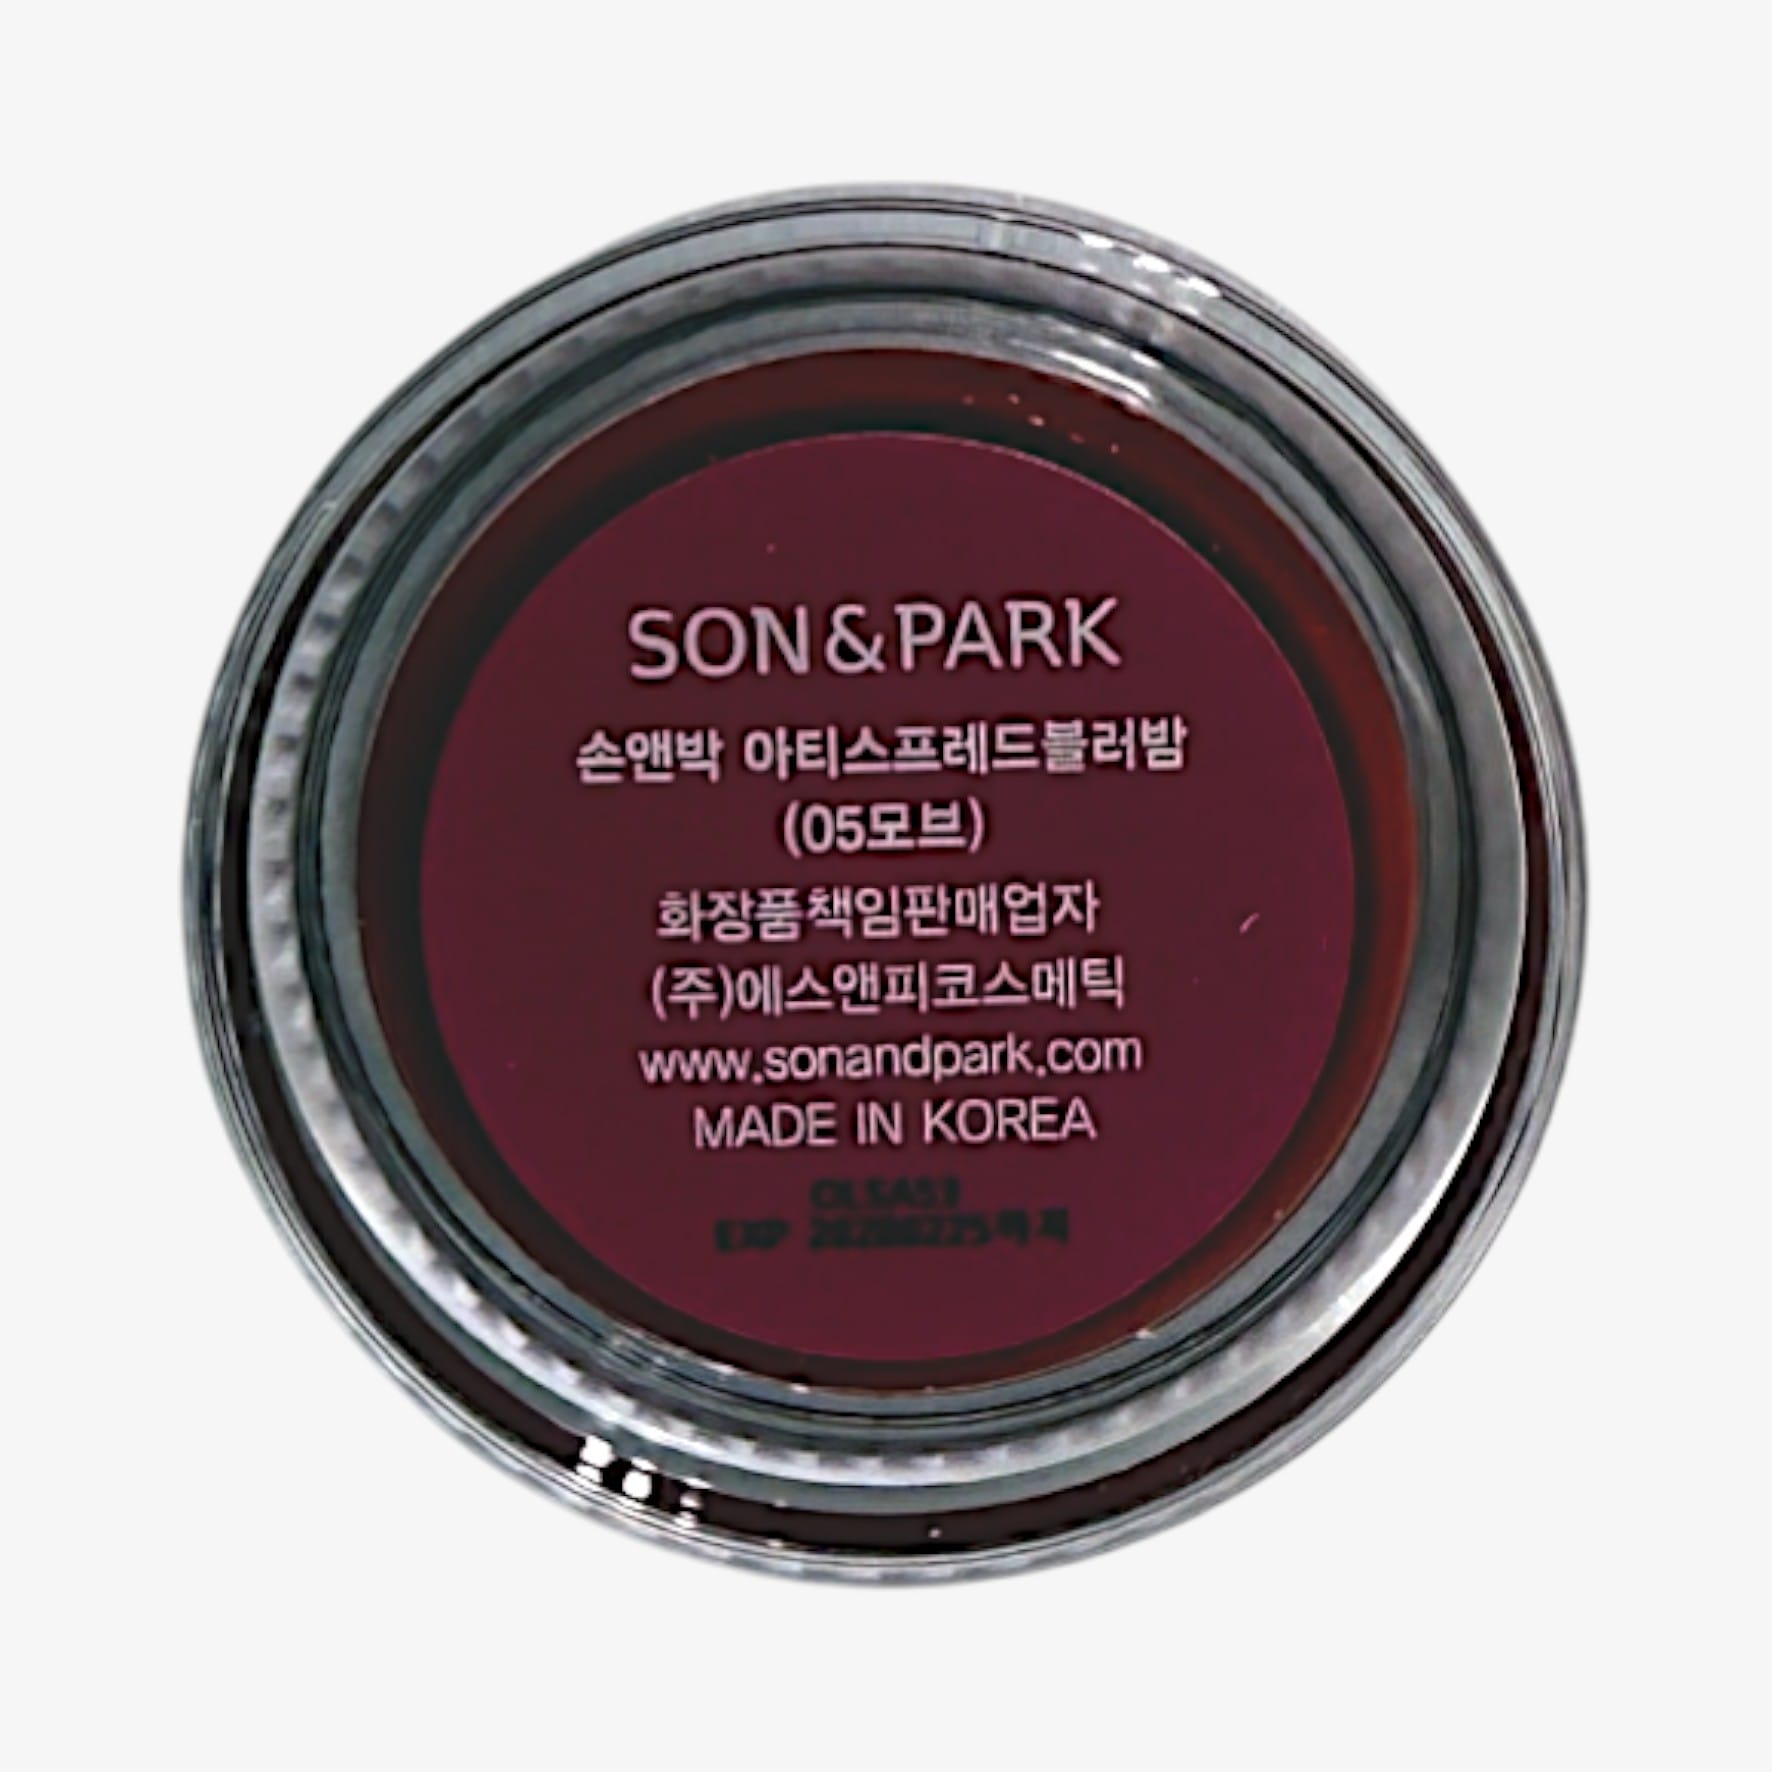 SON&PARK
손앤박 아티스프레드블러밤
(05모브)
화장품책임판매업자
(주)에스앤피코스메틱
www.sonandpark.com
MADE IN KOREA
EXP